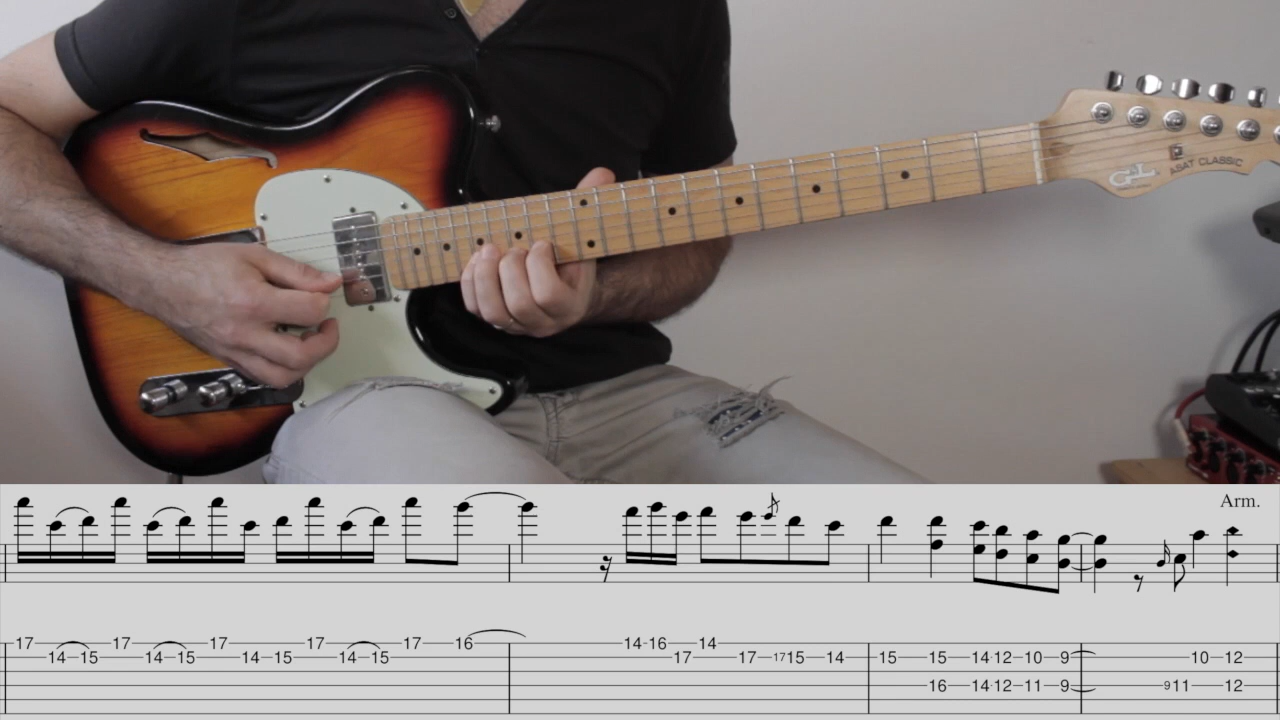 G&L
ASAT CLASSIC
Arm.
17 17 17 17 17 16 14 16 14
14 15 14 15 14 15 14 15 17 17 17 15 14 15 15 14 12 10 9 10 12
16 14 12 11 9 9 11 12